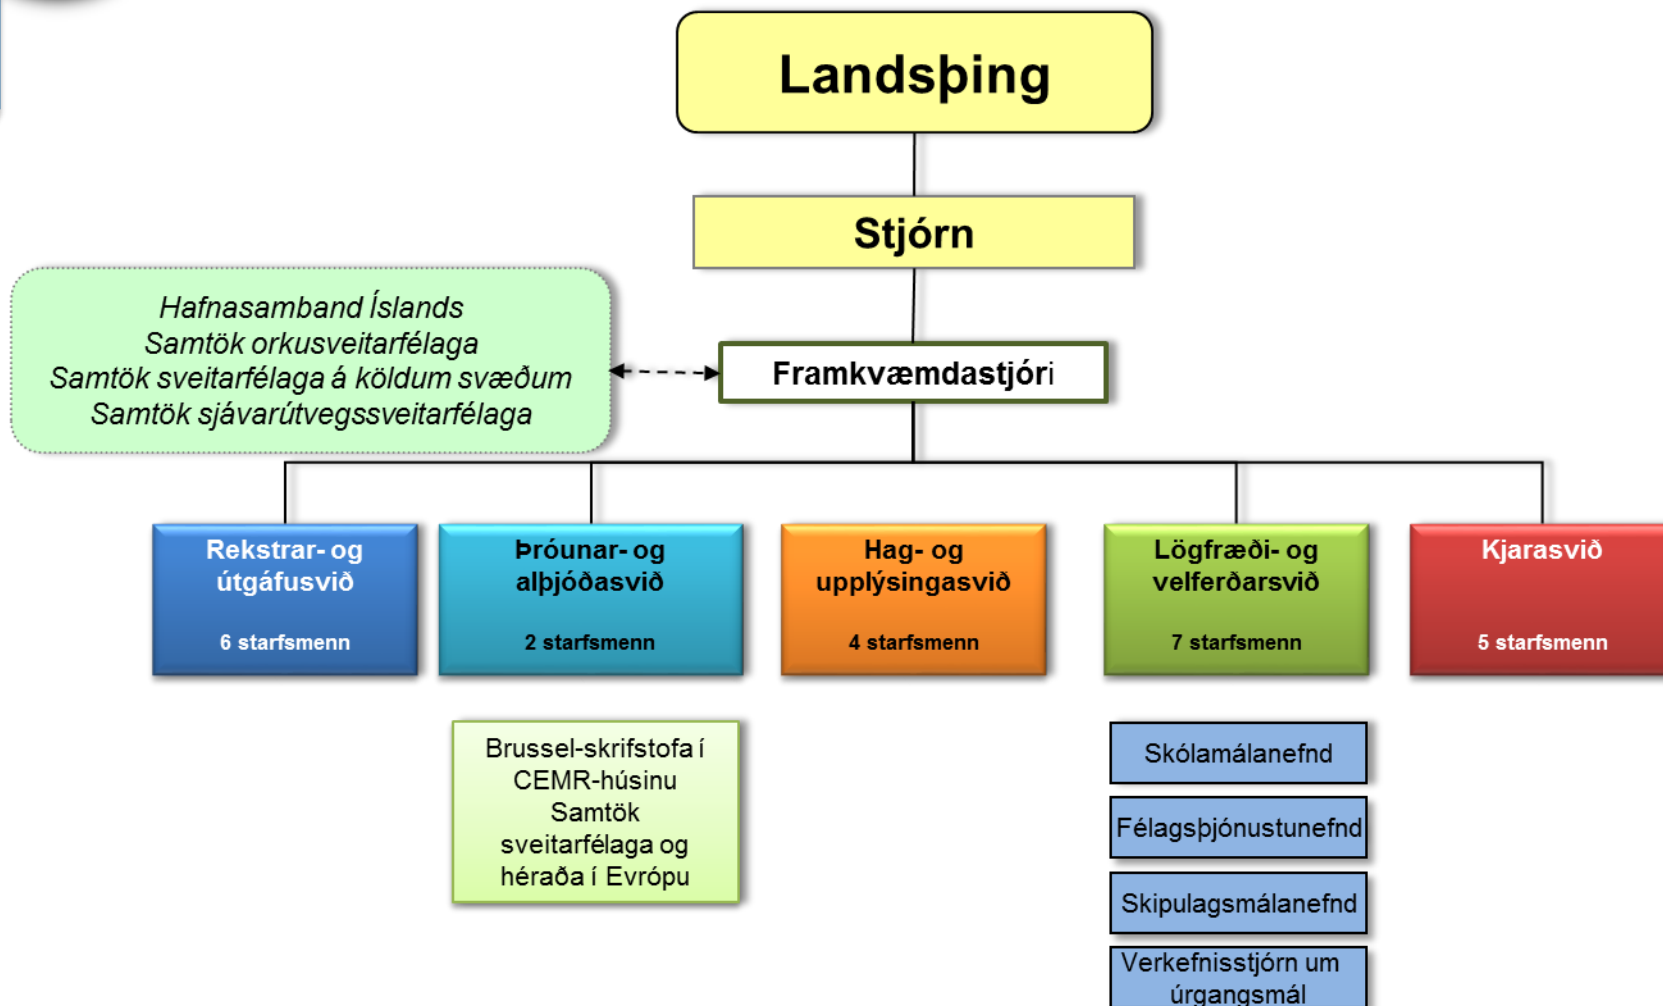 Landsþing
Stjórn
Hafnasamband Íslands
Samtök orkusveitarfélaga
Samtök sveitarfélaga á köldum svæðum
Samtök sjávarútvegssveitarfélaga
Framkvæmdastjóri
Rekstrar- og
útgáfusvið
6 starfsmenn
Þróunar- og
alþjóðasvið
2 starfsmenn
Hag- og
upplýsingasvið
4 starfsmenn
Lögfræði- og
velferðarsvið
7 starfsmenn
Kjarasvið
5 starfsmenn
Brussel-skrifstofa í
CEMR-húsinu
Samtök
sveitarfélaga og
héraða í Evrópu
Skólamálanefnd
Félagsþjónustunefnd
Skipulagsmálanefnd
Verkefnisstjórn um
úrgangsmál